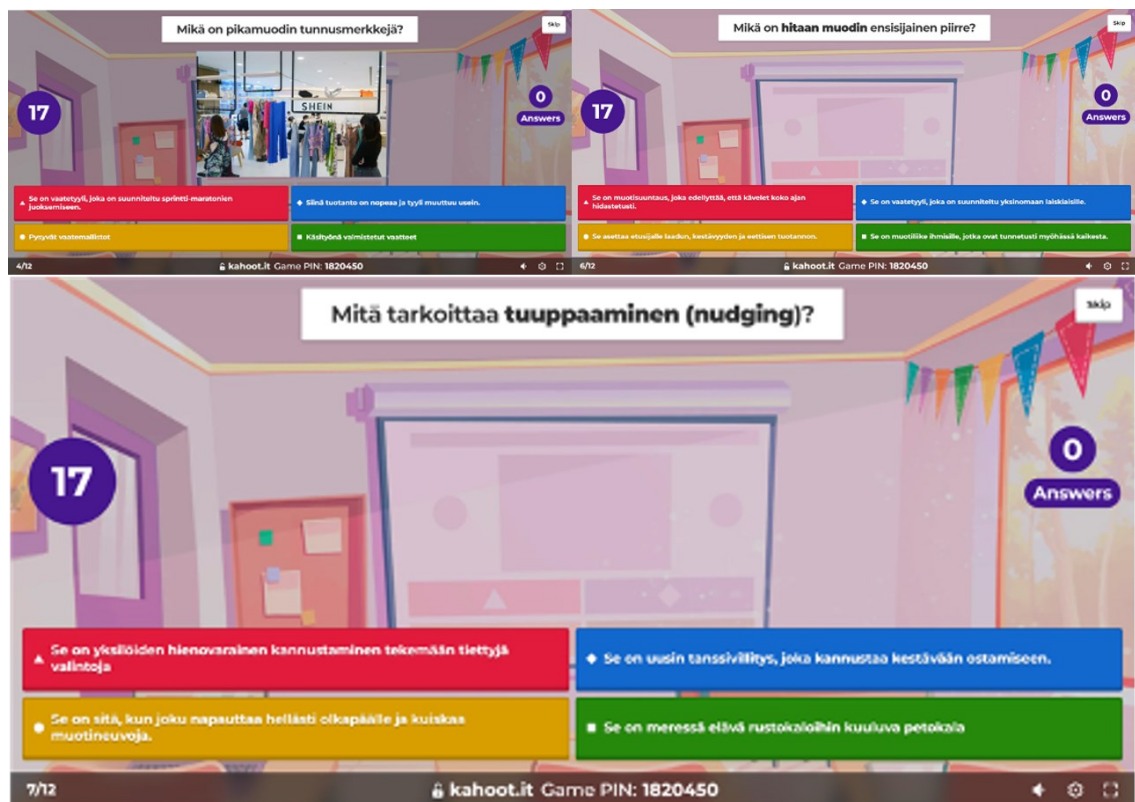 Mikä on pikamuodin tunnusmerkkejä?
Skip
SHEIN
17
0
Answers
Se on vaatetyyli, joka on suunniteltu sprintti-maratonien
juoksemiseen.
Siinä tuotanto on nopeaa ja tyyli muuttuu usein.
Pysyvät vaatemallistot
Käsityönä valmistetut vaatteet
4/12
kahoot.it Game PIN: 1820450
Mikä on hitaan muodin ensisijainen piirre?
Skip
17
0
Answers
Se on muotisuuntaus, joka edellyttää, että kävelet koko ajan
hidastetusti.
Se on vaatetyyli, joka on suunniteltu yksinomaan laiskiaisille.
Se asettaa etusijalle laadun, kestävyyden ja eettisen tuotannon.
Se on muotiliike ihmisille, jotka ovat tunnetusti myöhässä kaikesta.
6/12
kahoot.it Game PIN: 1820450
Mitä tarkoittaa tuuppaaminen (nudging)?
Skip
17
0
Answers
Se on yksilöiden hienovarainen kannustaminen tekemään tiettyjä
valintoja
Se on uusin tanssivillitys, joka kannustaa kestävään ostamiseen.
Se on sitä, kun joku napauttaa hellästi olkapäälle ja kuiskaa
muotineuvoja.
Se on meressä elävä rustokaloihin kuuluva petokala
7/12
kahoot.it Game PIN: 1820450